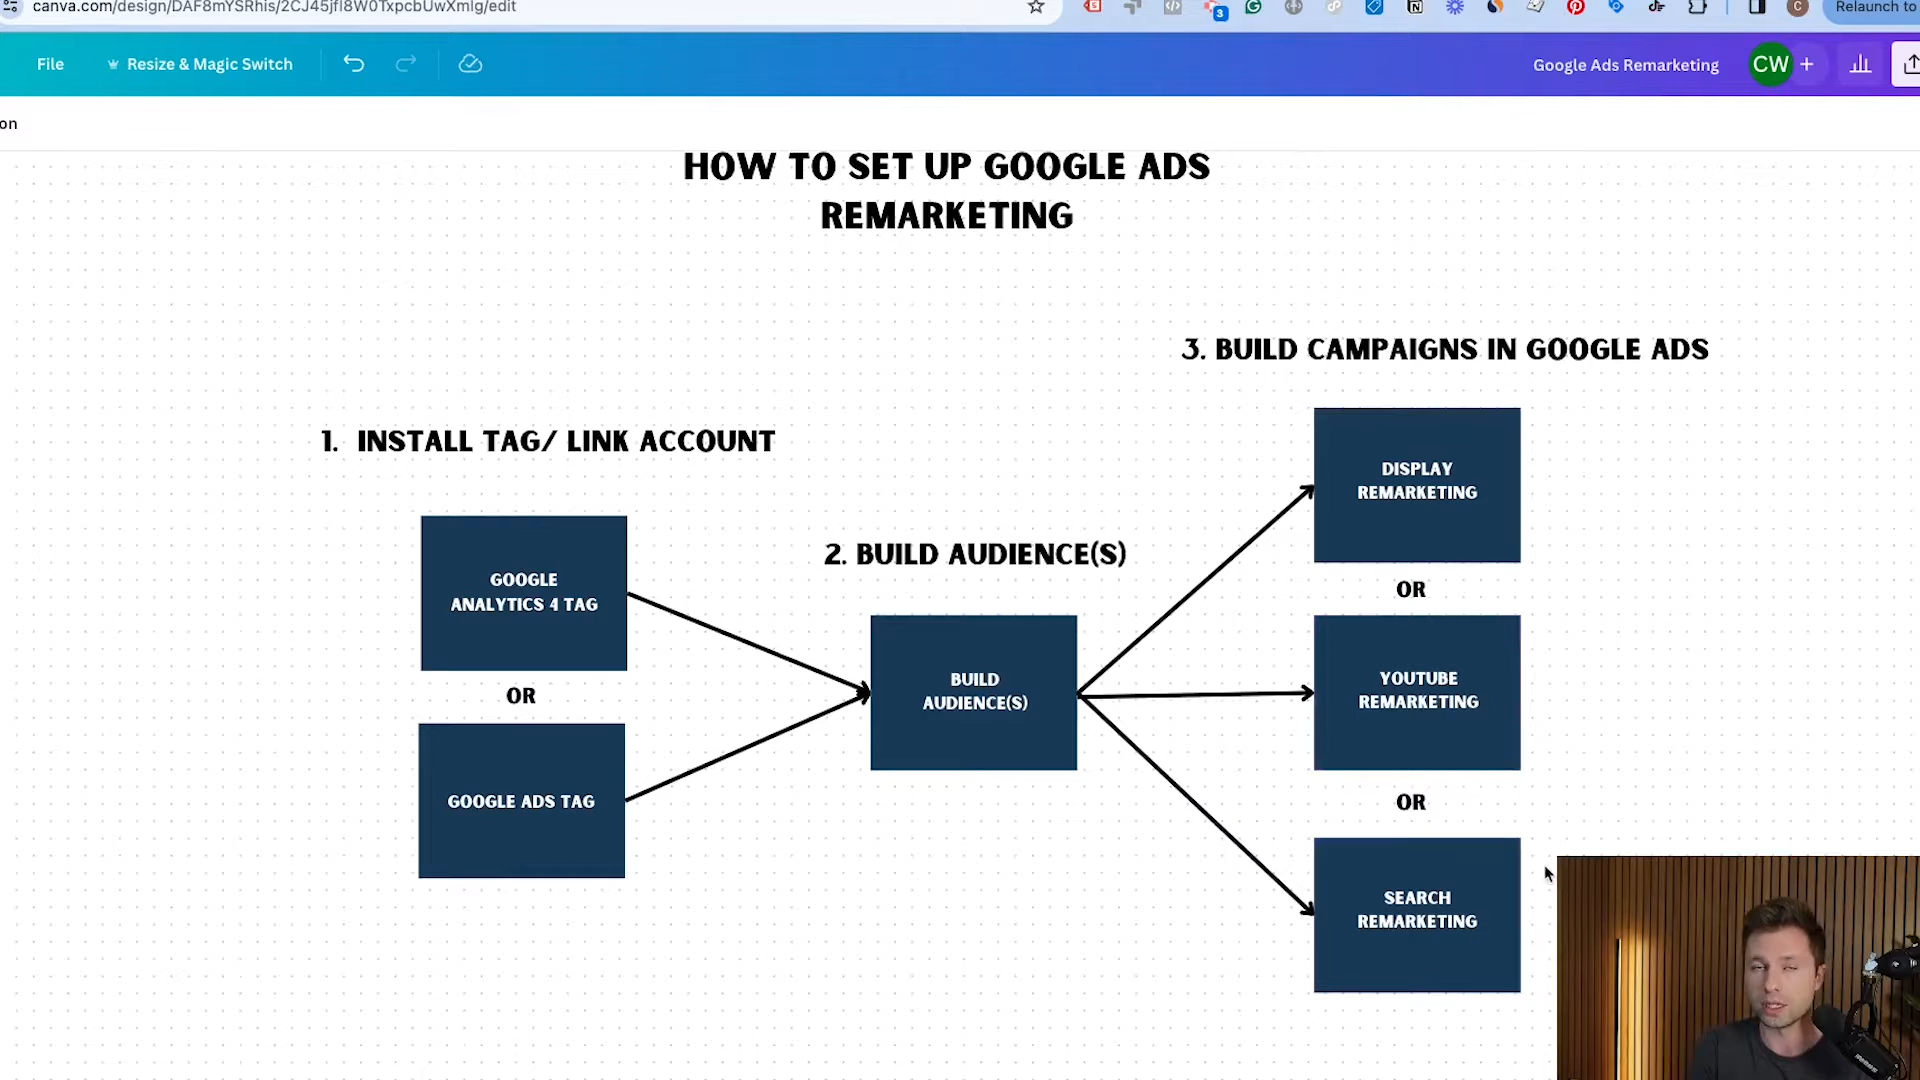 canva.com/design/DAF8mYSRhis/2CJ45jfI8W0TxpcbUwXmlg/edit
3
C
Relaunch to
File
Resize & Magic Switch
Google Ads Remarketing
CW
+
on
HOW TO SET UP GOOGLE ADS
REMARKETING
3. BUILD CAMPAIGNS IN GOOGLE ADS
1. INSTALL TAG/ LINK ACCOUNT
2. BUILD AUDIENCE(S)
GOOGLE
ANALYTICS 4 TAG
OR
GOOGLE ADS TAG
BUILD
AUDIENCE(S)
DISPLAY
REMARKETING
OR
YOUTUBE
REMARKETING
OR
SEARCH
REMARKETING